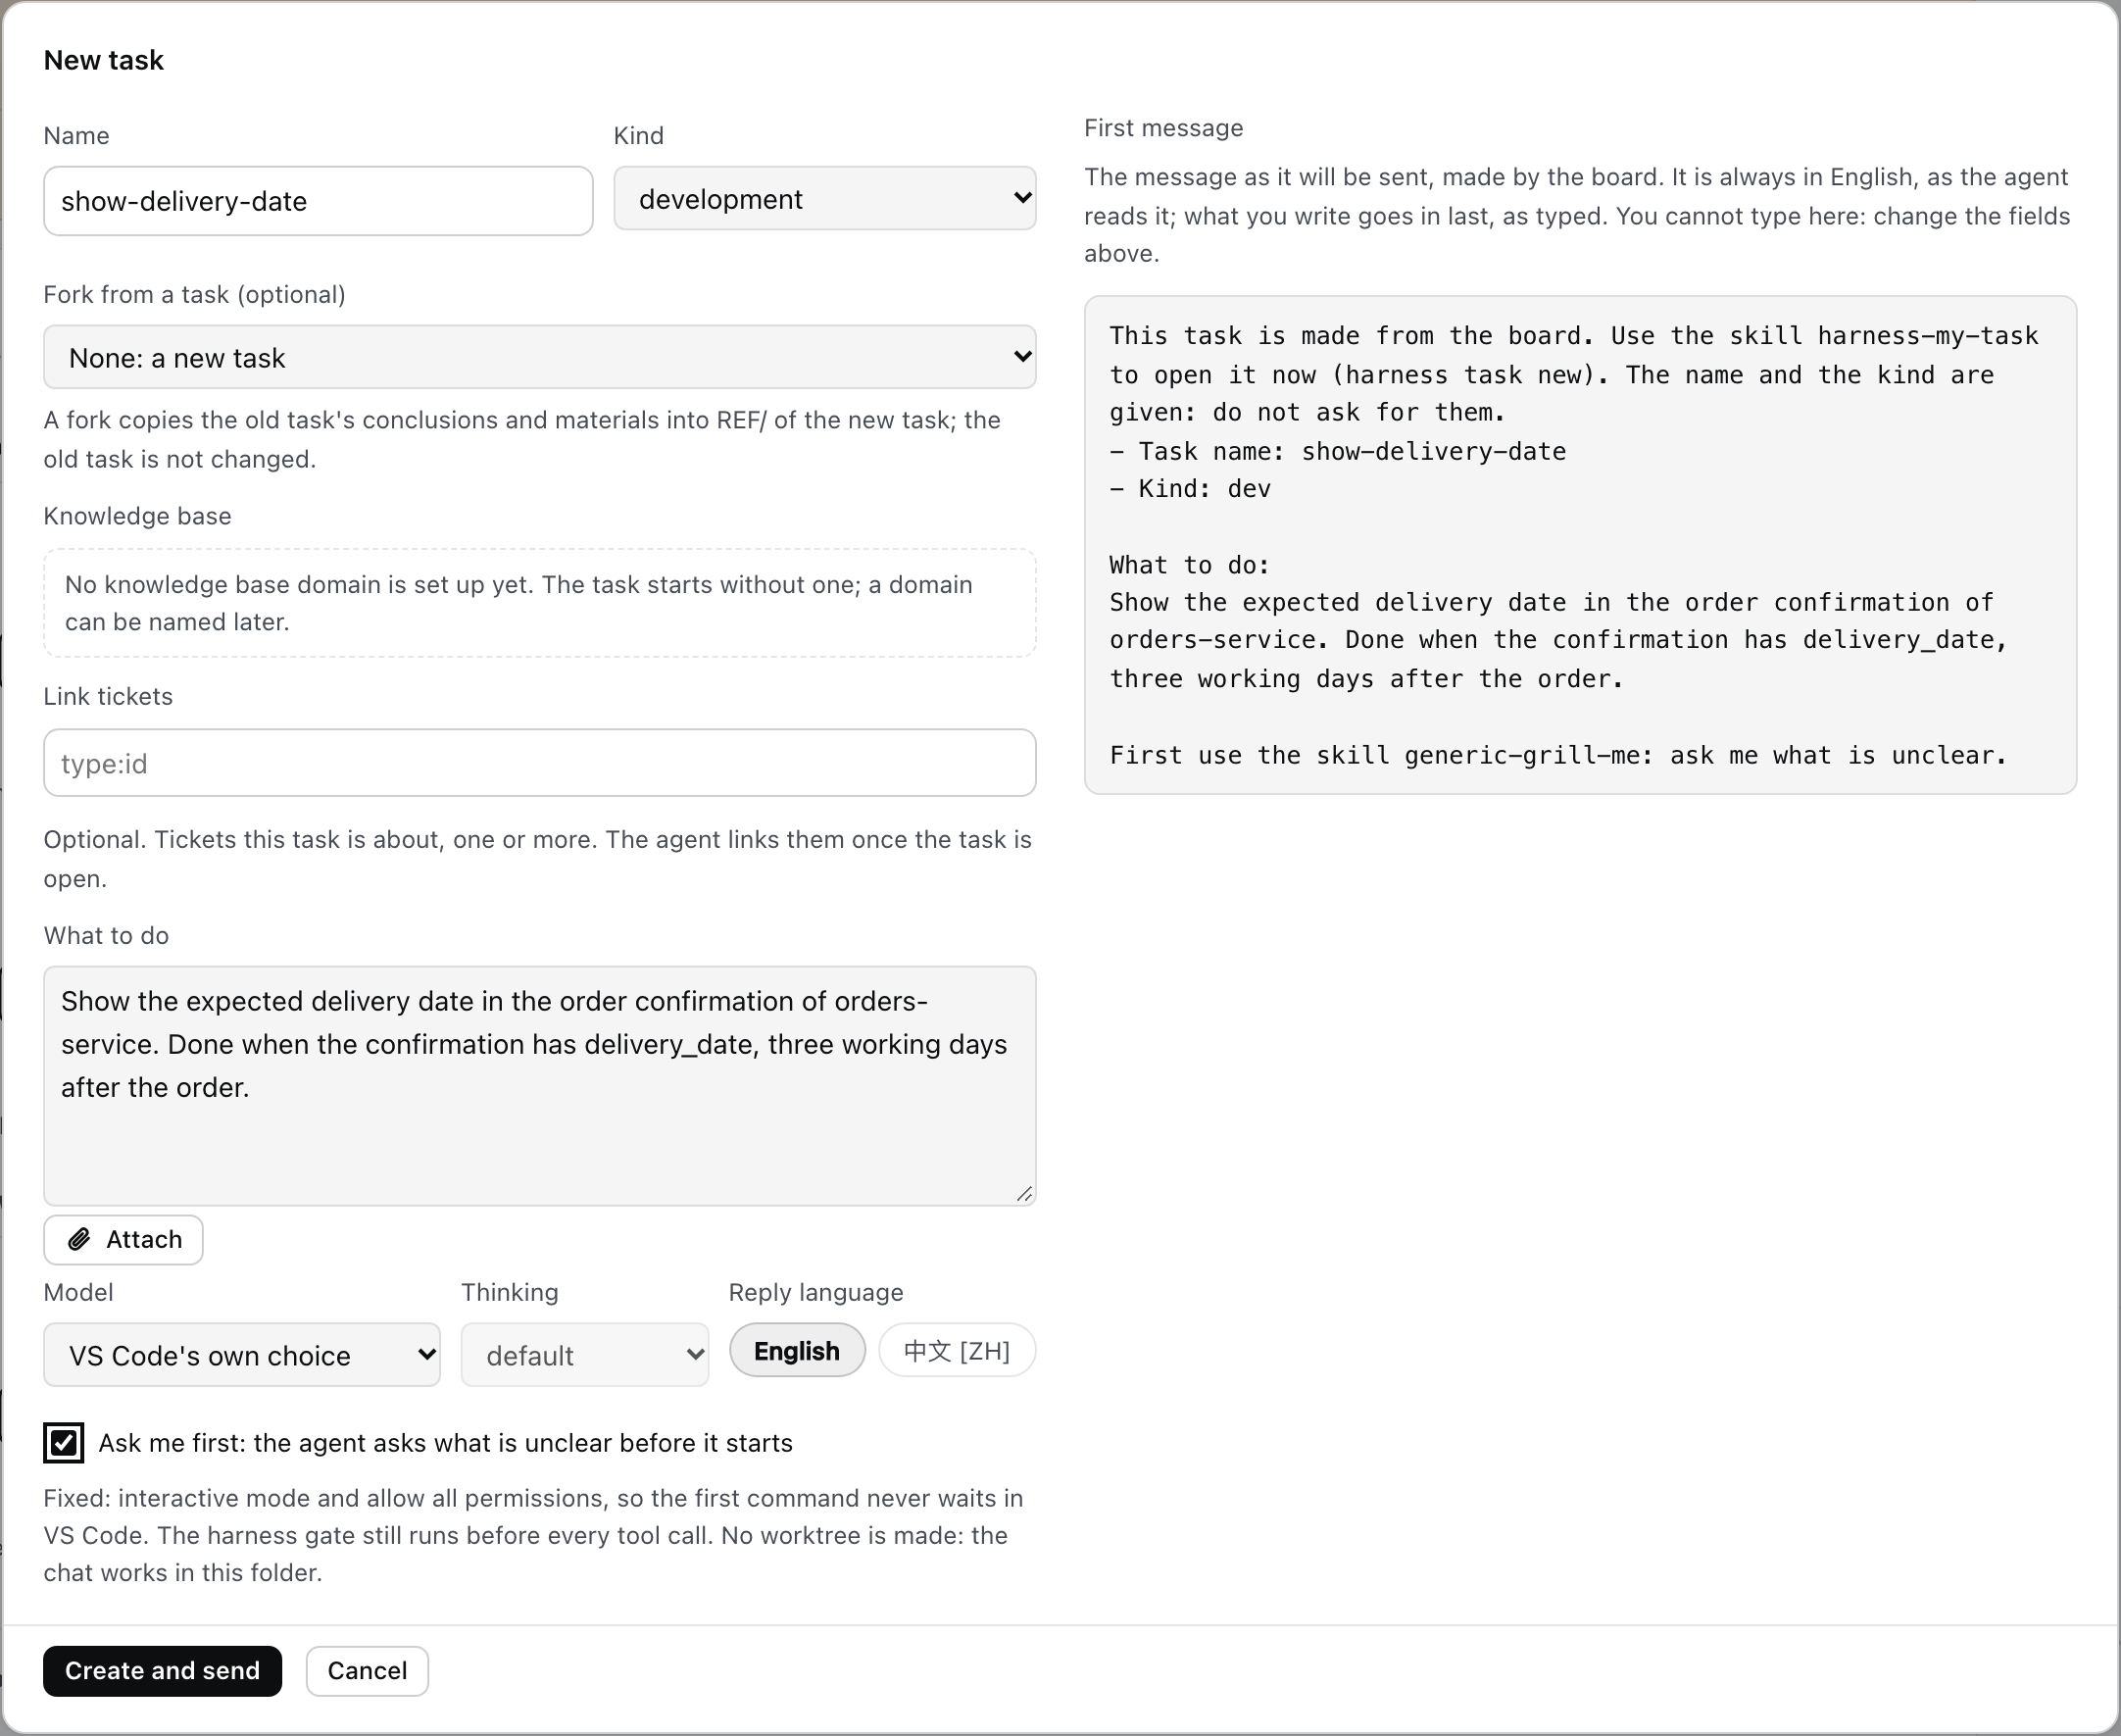 New task
Name
show-delivery-date
Kind
development
Fork from a task (optional)
None: a new task
A fork copies the old task's conclusions and materials into REF/ of the new task; the
old task is not changed.
Knowledge base
No knowledge base domain is set up yet. The task starts without one; a domain
can be named later.
Link tickets
type:id
Optional. Tickets this task is about, one or more. The agent links them once the task is
open.
What to do
Show the expected delivery date in the order confirmation of orders-
service. Done when the confirmation has delivery_date, three working days
after the order.
Attach
Model
VS Code's own choice
Thinking
default
Reply language
English
中文 [ZH]
Ask me first: the agent asks what is unclear before it starts
Fixed: interactive mode and allow all permissions, so the first command never waits in
VS Code. The harness gate still runs before every tool call. No worktree is made: the
chat works in this folder.
First message
The message as it will be sent, made by the board. It is always in English, as the agent
reads it; what you write goes in last, as typed. You cannot type here: change the fields
above.
This task is made from the board. Use the skill harness-my-task
to open it now (harness task new). The name and the kind are
given: do not ask for them.
- Task name: show-delivery-date
- Kind: dev
What to do:
Show the expected delivery date in the order confirmation of
orders-service. Done when the confirmation has delivery_date,
three working days after the order.
First use the skill generic-grill-me: ask me what is unclear.
Create and send
Cancel